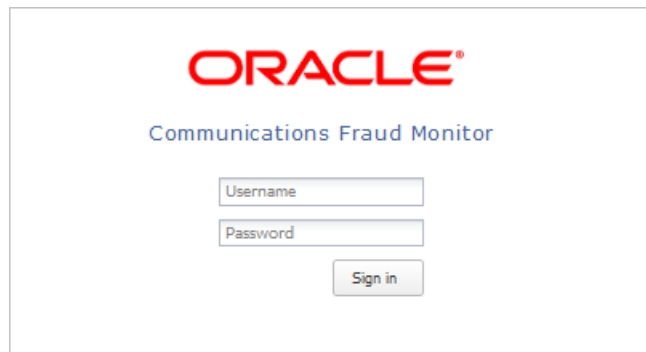 ORACLE®
Communications Fraud Monitor
Username
Password
Sign in